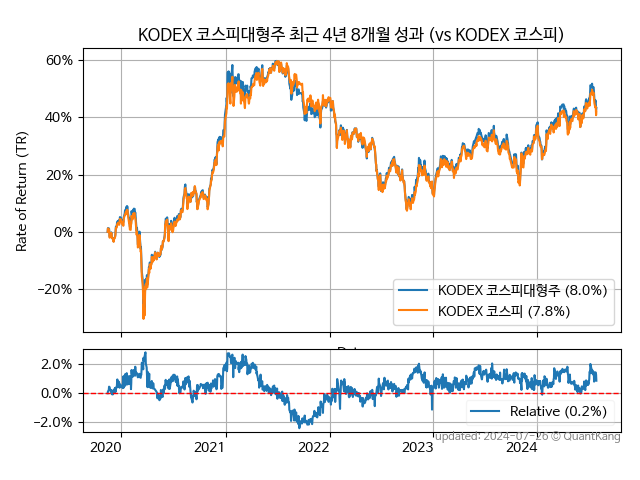 KODEX 코스피대형주 최근 4년 8개월 성과 (vs KODEX 코스피)
Rate of Return (TR)
60%
40%
20%
0%
−20%
KODEX 코스피대형주 (8.0%)
KODEX 코스피 (7.8%)
2.0%
0.0%
−2.0%
Relative (0.2%)
2020
2021
2022
2023
2024
updated: 2024-07-26 © QuantKang